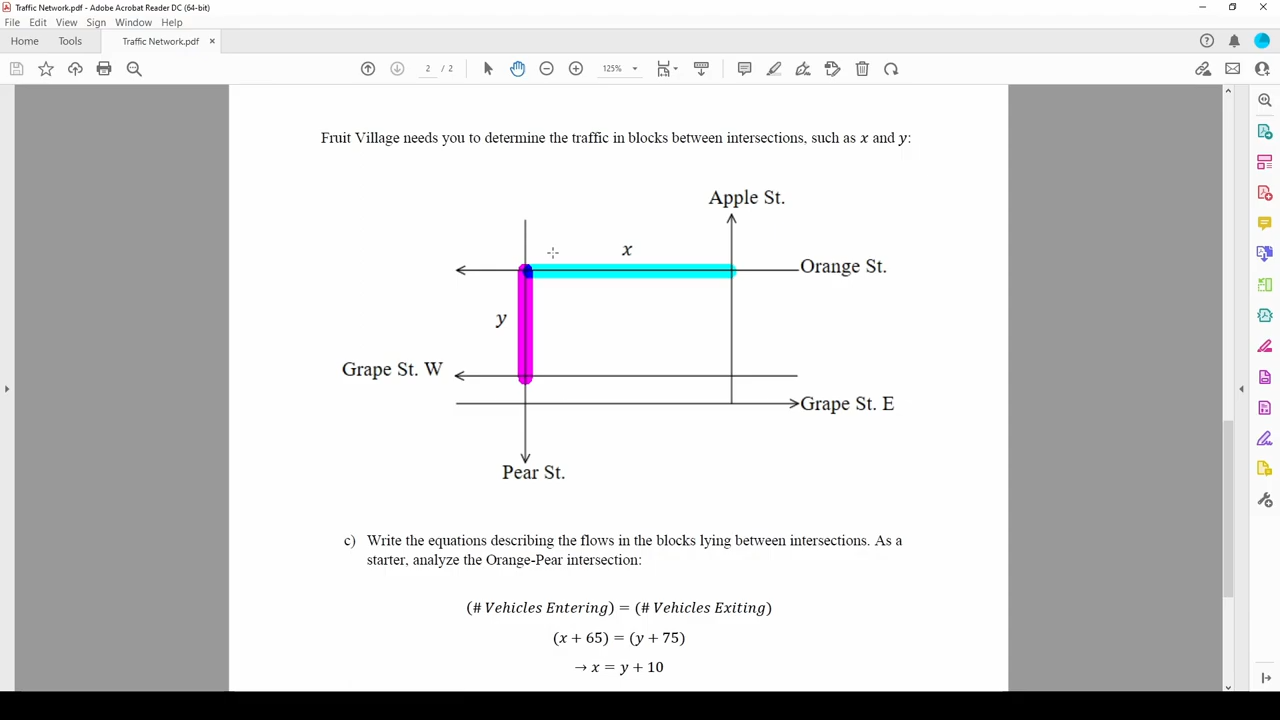 Traffic Network.pdf - Adobe Acrobat Reader DC (64-bit)
File Edit View Sign Window Help
Home Tools Traffic Network.pdf ×
2 / 2 125%
Fruit Village needs you to determine the traffic in blocks between intersections, such as x and y:
Apple St.
x
Orange St.
y
Grape St. W
Grape St. E
Pear St.
c) Write the equations describing the flows in the blocks lying between intersections. As a
starter, analyze the Orange-Pear intersection:
(# Vehicles Entering) = (# Vehicles Exiting)
(x + 65) = (y + 75)
→ x = y + 10